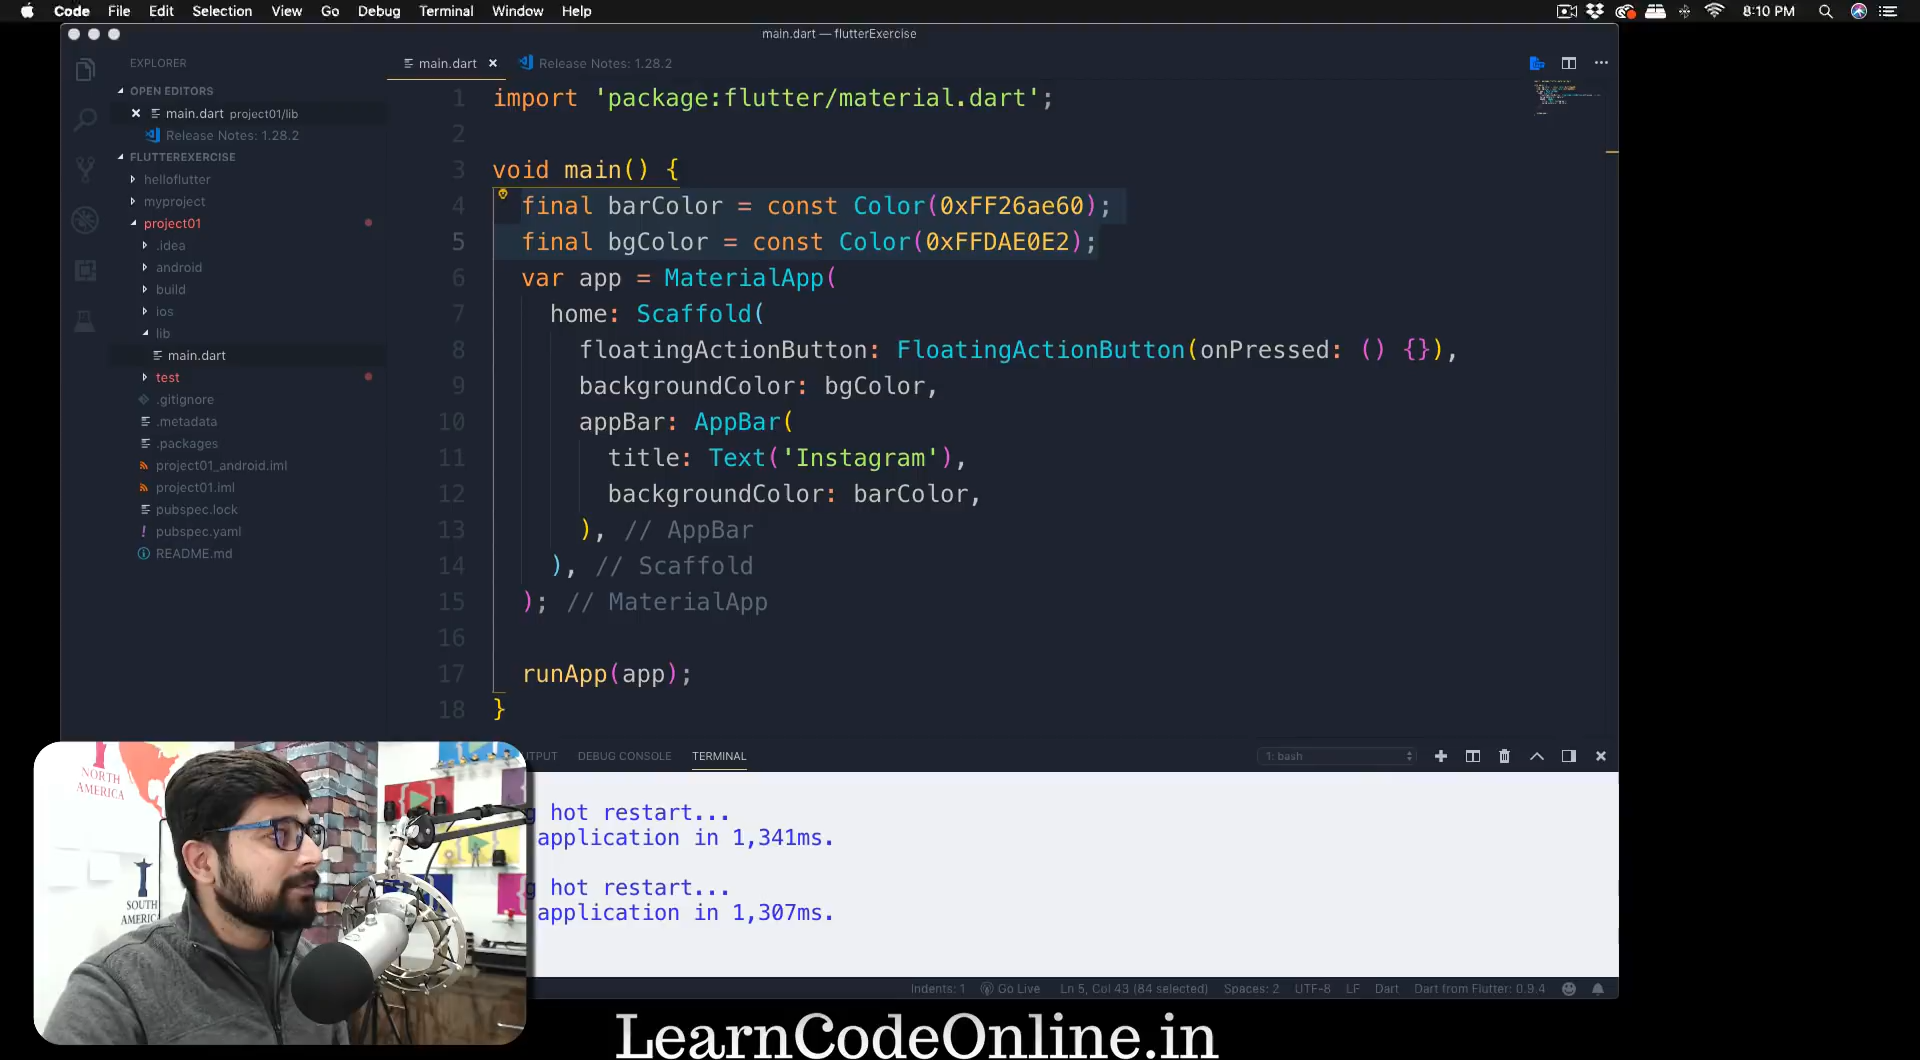 Code File Edit Selection View Go Debug Terminal Window Help
8:10 PM
main.dart — flutterExercise
EXPLORER
OPEN EDITORS
main.dart project01/lib
Release Notes: 1.28.2
FLUTTEREXERCISE
helloflutter
myproject
project01
.idea
android
build
ios
lib
main.dart
test
.gitignore
.metadata
.packages
project01_android.iml
project01.iml
pubspec.lock
pubspec.yaml
README.md
main.dart
Release Notes: 1.28.2
1 import 'package:flutter/material.dart';
2
3 void main() {
4 final barColor = const Color(0xFF26ae60);
5 final bgColor = const Color(0xFFDAE0E2);
6 var app = MaterialApp(
7 home: Scaffold(
8 floatingActionButton: FloatingActionButton(onPressed: () {}),
9 backgroundColor: bgColor,
10 appBar: AppBar(
11 title: Text('Instagram'),
12 backgroundColor: barColor,
13 ), // AppBar
14 ), // Scaffold
15 ); // MaterialApp
16
17 runApp(app);
18 }
DEBUG CONSOLE TERMINAL
1: bash
hot restart...
application in 1,341ms.
hot restart...
application in 1,307ms.
Indents: 1 Go Live Ln 5, Col 43 (84 selected) Spaces: 2 UTF-8 LF Dart Dart from Flutter: 0.9.4
NORTH
AMERICA
SOUTH
AMERICA
LearnCodeOnline.in